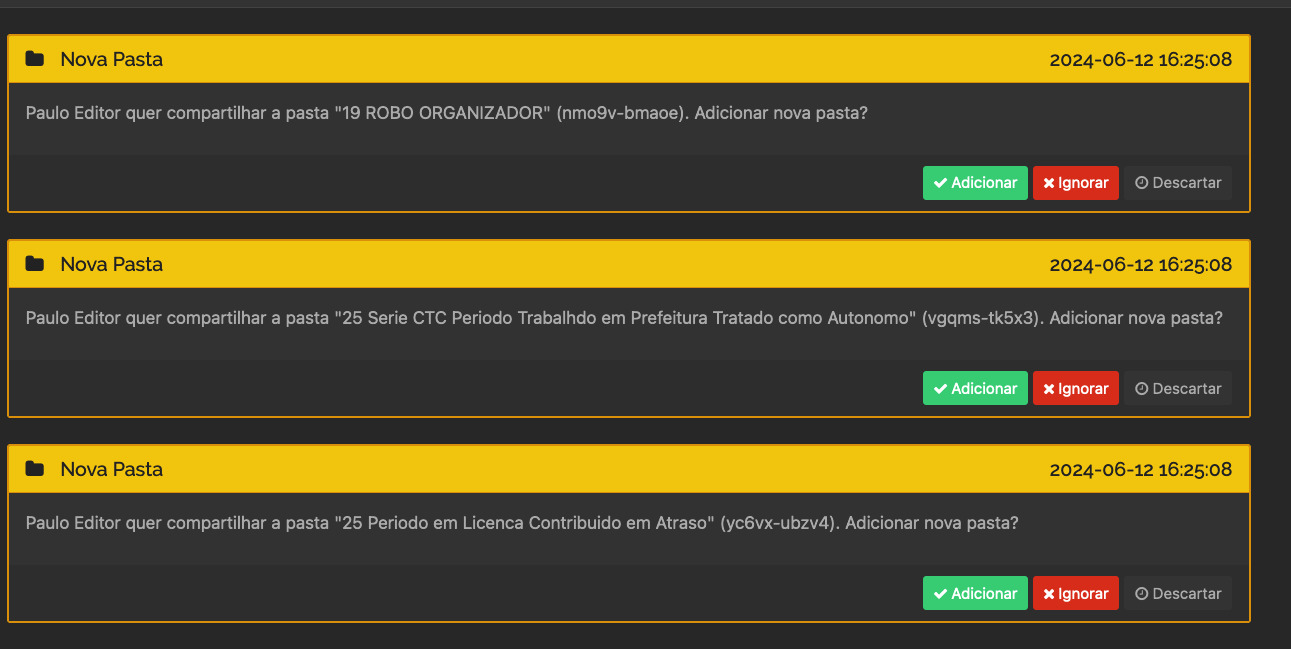 Nova Pasta 2024-06-12 16:25:08
Paulo Editor quer compartilhar a pasta "19 ROBO ORGANIZADOR" (nmo9v-bmaoe). Adicionar nova pasta?
Adicionar Ignorar Descartar
Nova Pasta 2024-06-12 16:25:08
Paulo Editor quer compartilhar a pasta "25 Serie CTC Periodo Trabalhdo em Prefeitura Tratado como Autonomo" (vgqms-tk5x3). Adicionar nova pasta?
Adicionar Ignorar Descartar
Nova Pasta 2024-06-12 16:25:08
Paulo Editor quer compartilhar a pasta "25 Periodo em Licenca Contribuido em Atraso" (yc6vx-ubzv4). Adicionar nova pasta?
Adicionar Ignorar Descartar